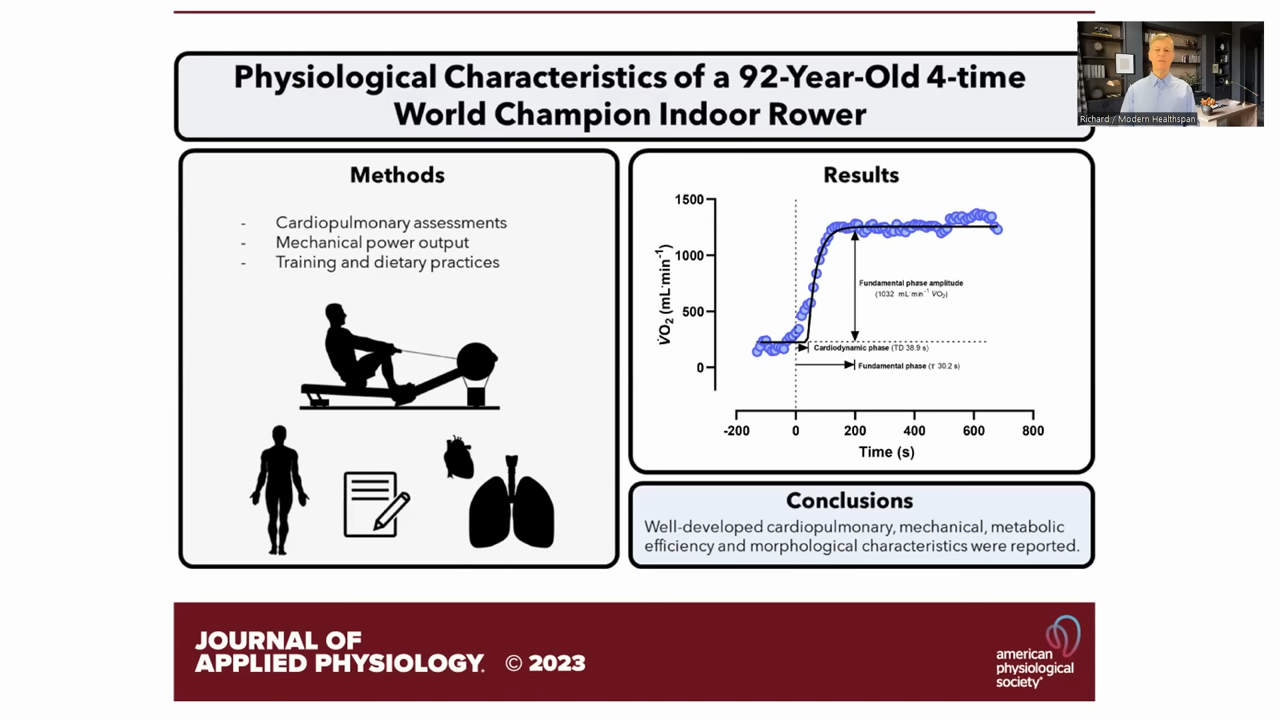 Physiological Characteristics of a 92-Year-Old 4-time
World Champion Indoor Rower
Richard / Modern Healthspan
Methods
- Cardiopulmonary assessments
- Mechanical power output
- Training and dietary practices
Results
V̇O₂ (mL·min⁻¹)
1500
1000
500
0
Fundamental phase amplitude
(1032 mL·min⁻¹ V̇O₂)
Cardiodynamic phase (TD 38.9 s)
Fundamental phase (τ 30.2 s)
-200 0 200 400 600 800
Time (s)
Conclusions
Well-developed cardiopulmonary, mechanical, metabolic
efficiency and morphological characteristics were reported.
JOURNAL OF
APPLIED PHYSIOLOGY. © 2023
american
physiological
society